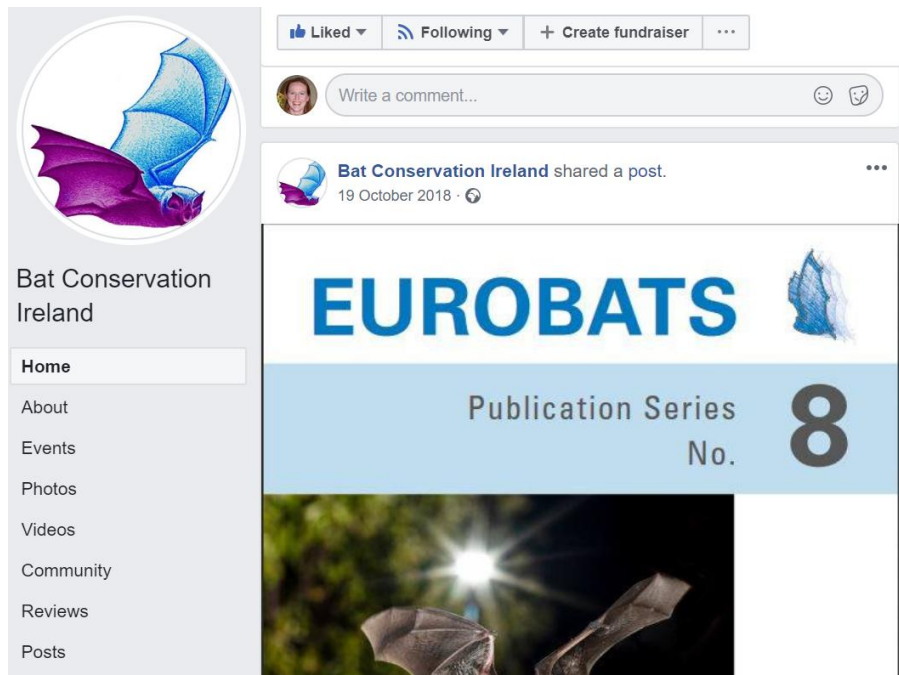 Liked
Following
Create fundraiser
Write a comment...
Bat Conservation Ireland shared a post.
19 October 2018
Bat Conservation
Ireland
Home
About
Events
Photos
Videos
Community
Reviews
Posts
EUROBATS
Publication Series
No. 8